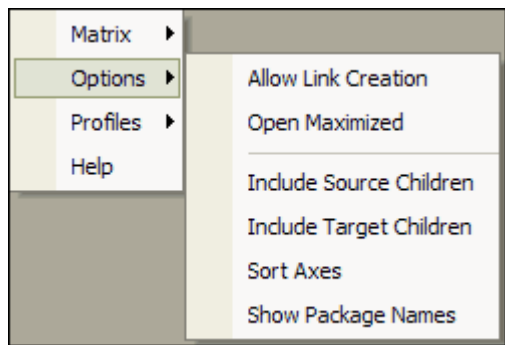 Matrix
Options
Profiles
Help
Allow Link Creation
Open Maximized
Include Source Children
Include Target Children
Sort Axes
Show Package Names